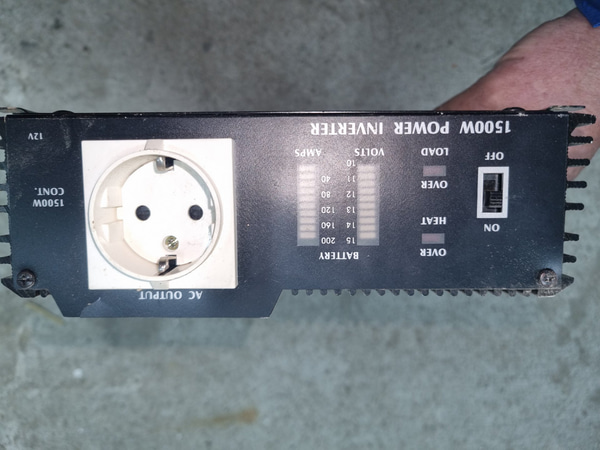 AC OUTPUT
BATTERY
15 200
14 160
13 120
12 80
11 40
10
VOLTS AMPS
OVER
HEAT
OVER
LOAD
ON
OFF
1500W
CONT.
12V
1500W POWER INVERTER